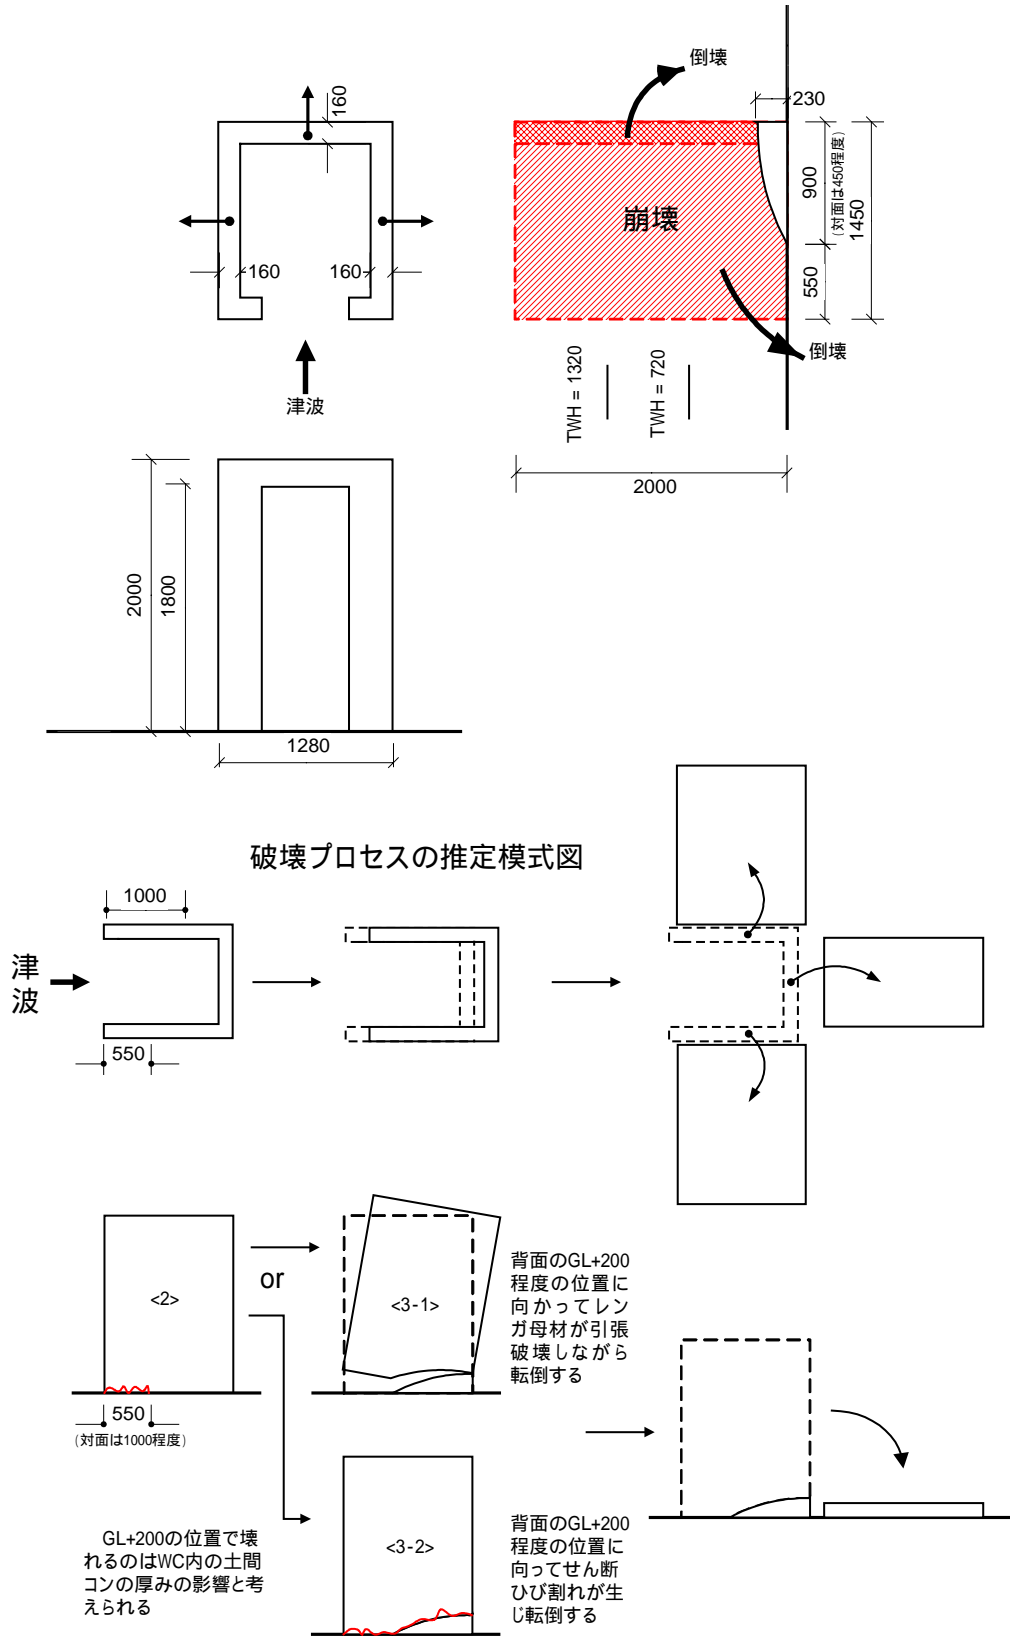 倒壊
160
230
160
160
崩壊
900
(対面は450程度)
1450
550
倒壊
津波
TWH = 1320
TWH = 720
2000
2000
1800
1280
破壊プロセスの推定模式図
1000
津
波
550
<2>
or
<3-1>
背面のGL+200
程度の位置に
向かってレン
ガ母材が引張
破壊しながら
転倒する
550
(対面は1000程度)
GL+200の位置で壊
れるのはWC内の土間
コンの厚みの影響と考
えられる
<3-2>
背面のGL+200
程度の位置に
向ってせん断
ひび割れが生
じ転倒する